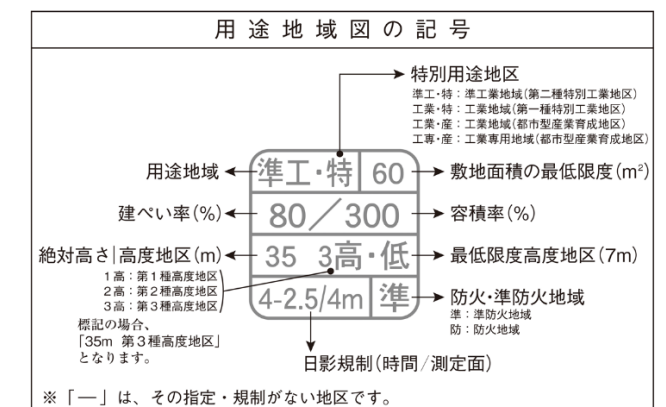 用途地域図の記号
特別用途地区
準工・特：準工業地域(第二種特別工業地区)
工業・特：工業地域(第一種特別工業地区)
工業・産：工業地域(都市型産業育成地区)
工専・産：工業専用地域(都市型産業育成地区)
用途地域
準工・特
60
敷地面積の最低限度(m²)
建ぺい率(%)
80／300
容積率(%)
絶対高さ|高度地区(m)
35 3高・低
最低限度高度地区(7m)
1高：第1種高度地区
2高：第2種高度地区
3高：第3種高度地区
標記の場合、
「35m 第3種高度地区」
となります。
4-2.5/4m
準
防火・準防火地域
準：準防火地域
防：防火地域
日影規制(時間/測定面)
※「―」は、その指定・規制がない地区です。